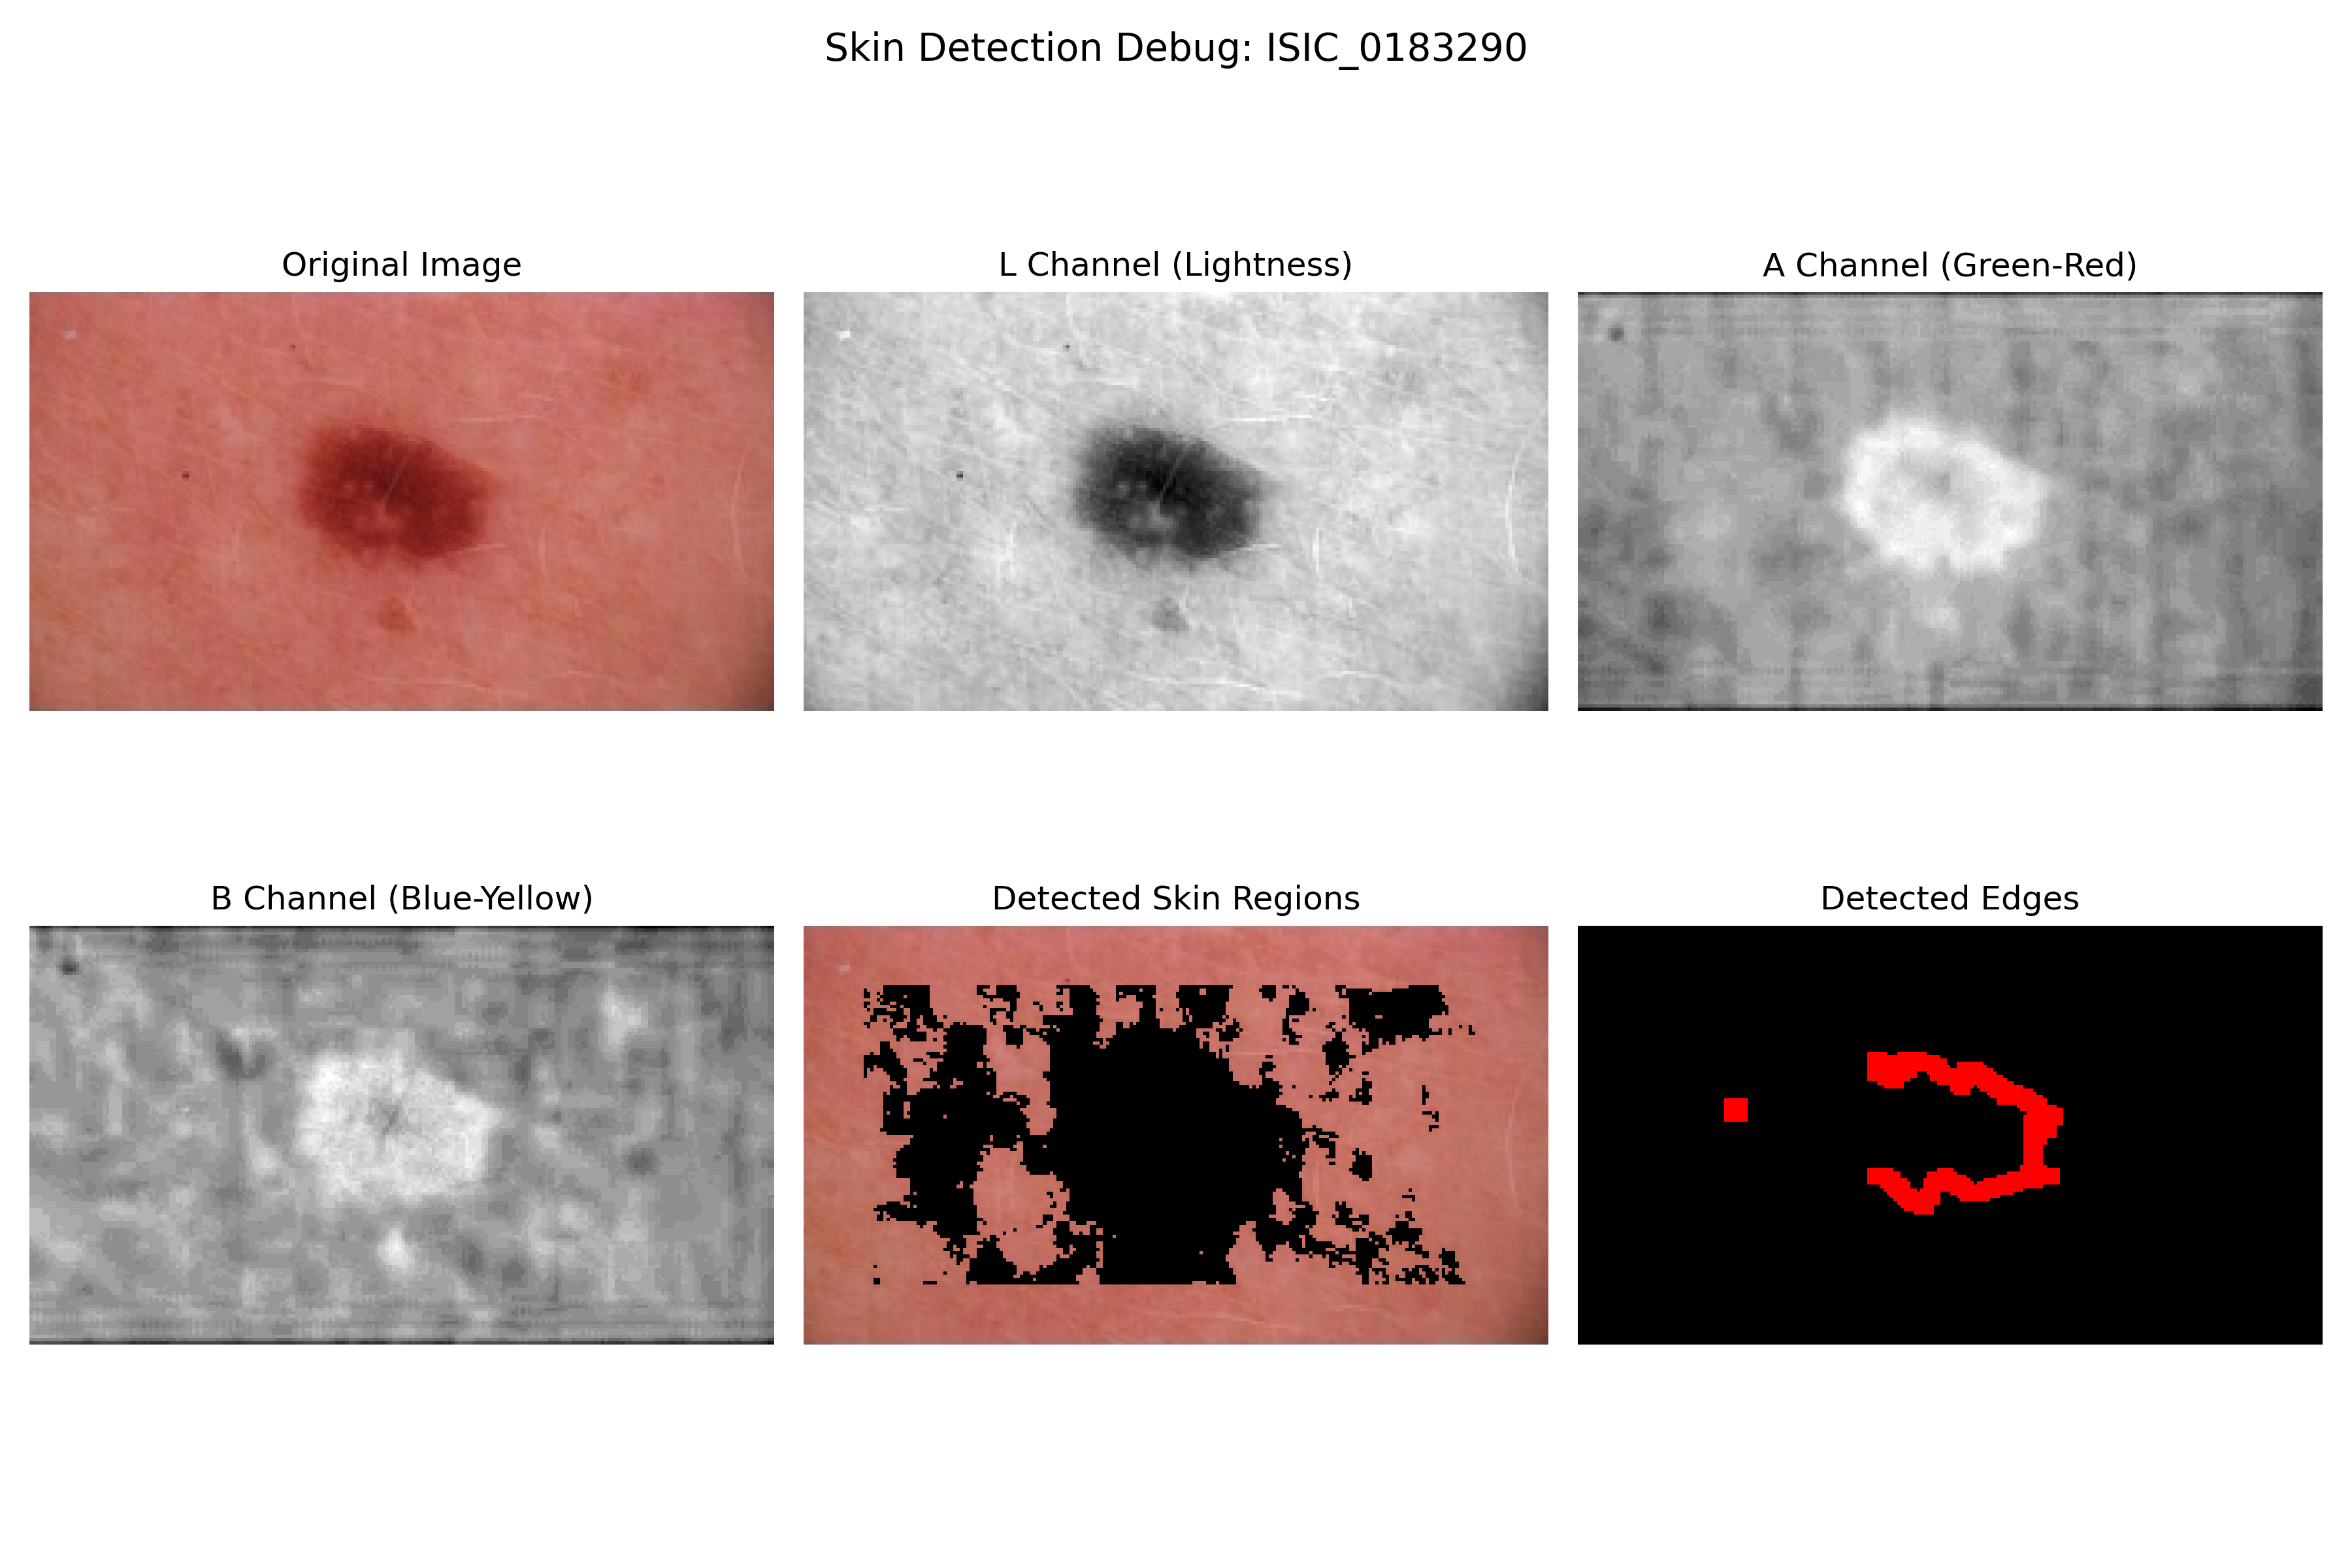 Skin Detection Debug: ISIC_0183290
Original Image
L Channel (Lightness)
A Channel (Green-Red)
B Channel (Blue-Yellow)
Detected Skin Regions
Detected Edges